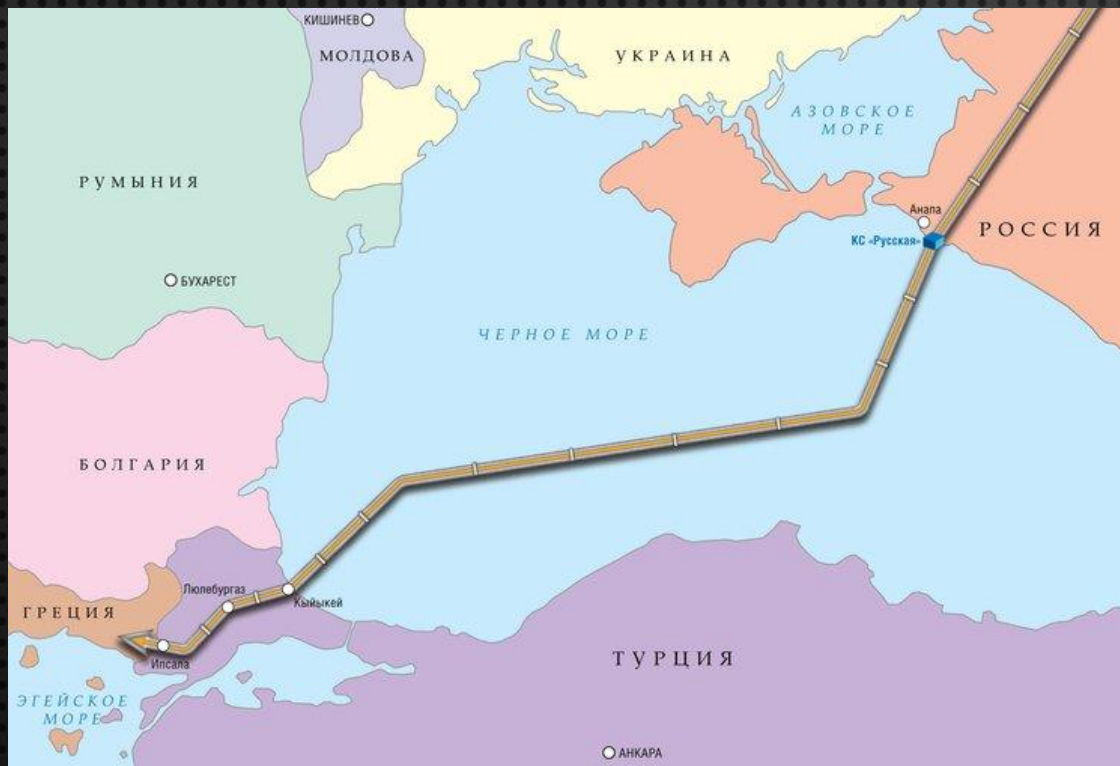 КИШИНЕВ
МОЛДОВА
УКРАИНА
АЗОВСКОЕ
МОРЕ
РУМЫНИЯ
Анапа
КС «Русская»
РОССИЯ
БУХАРЕСТ
ЧЕРНОЕ МОРЕ
БОЛГАРИЯ
Люлебургаз
Кыйыкей
ГРЕЦИЯ
Ипсала
ТУРЦИЯ
ЭГЕЙСКОЕ
МОРЕ
АНКАРА